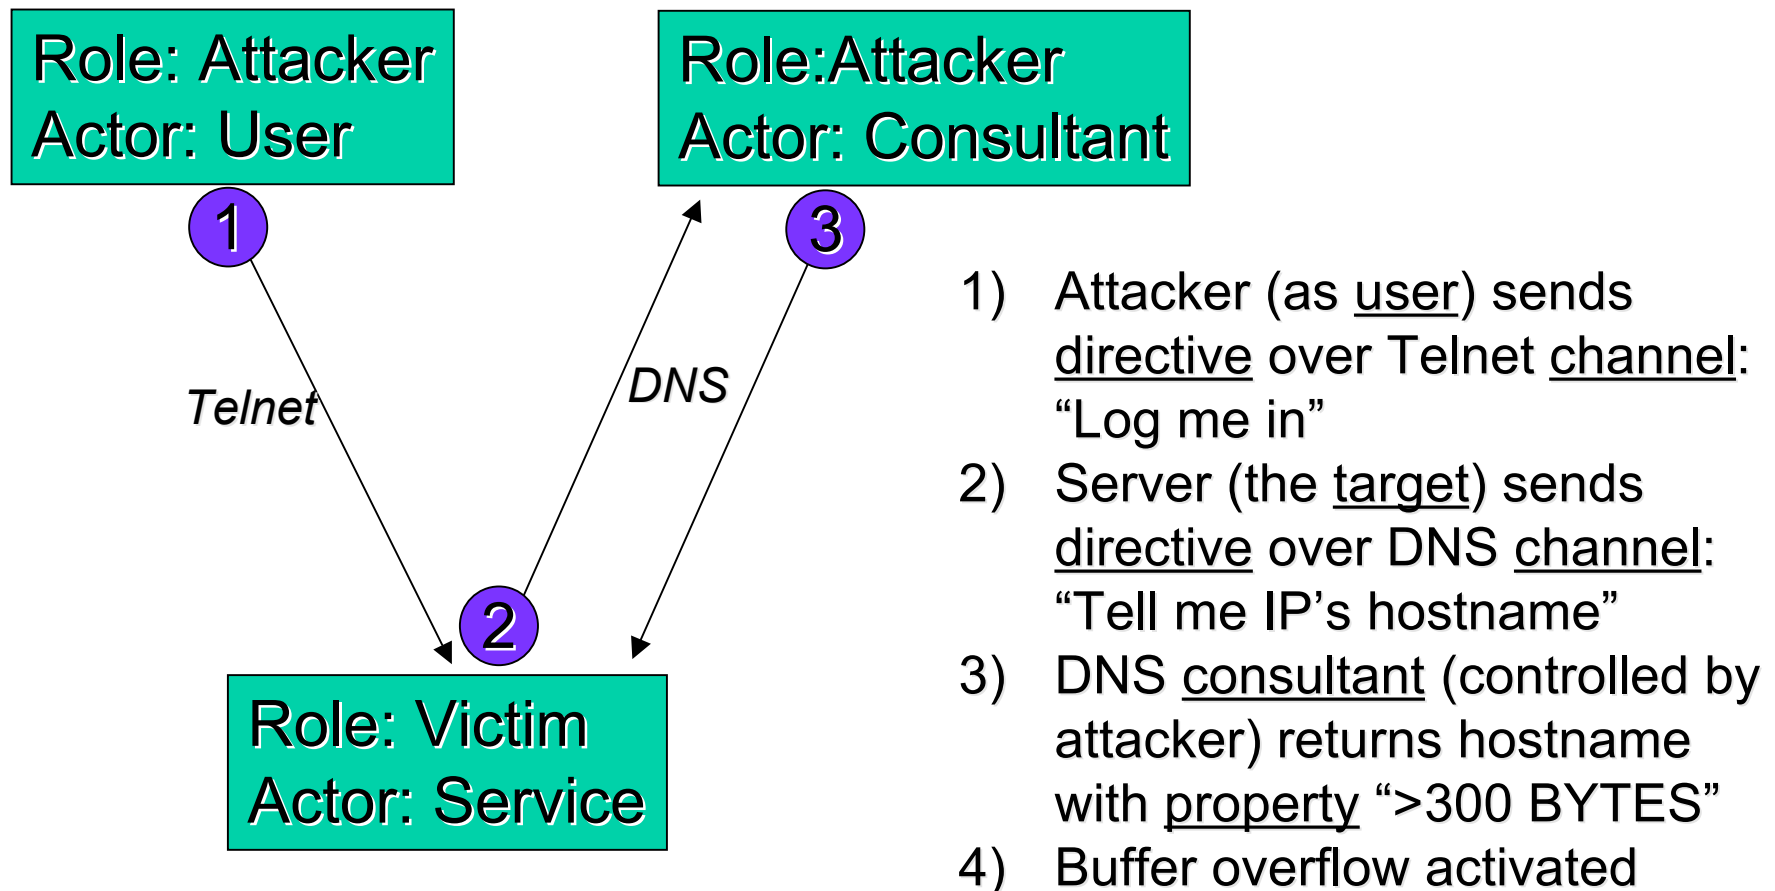 Role: Attacker
Actor: User
Role:Attacker
Actor: Consultant
1
3
Telnet
DNS
2
Role: Victim
Actor: Service
1) Attacker (as user) sends
directive over Telnet channel:
“Log me in”
2) Server (the target) sends
directive over DNS channel:
“Tell me IP’s hostname”
3) DNS consultant (controlled by
attacker) returns hostname
with property “>300 BYTES”
4) Buffer overflow activated